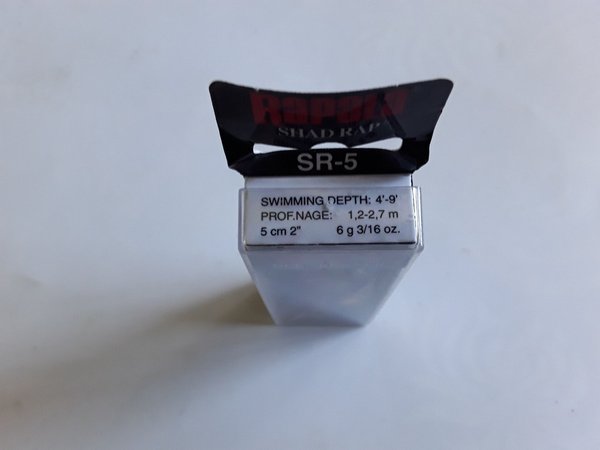 Rapala
SHAD RAP
SR-5
SWIMMING DEPTH: 4'-9'
PROF.NAGE: 1,2-2,7 m
5 cm 2" 6 g 3/16 oz.